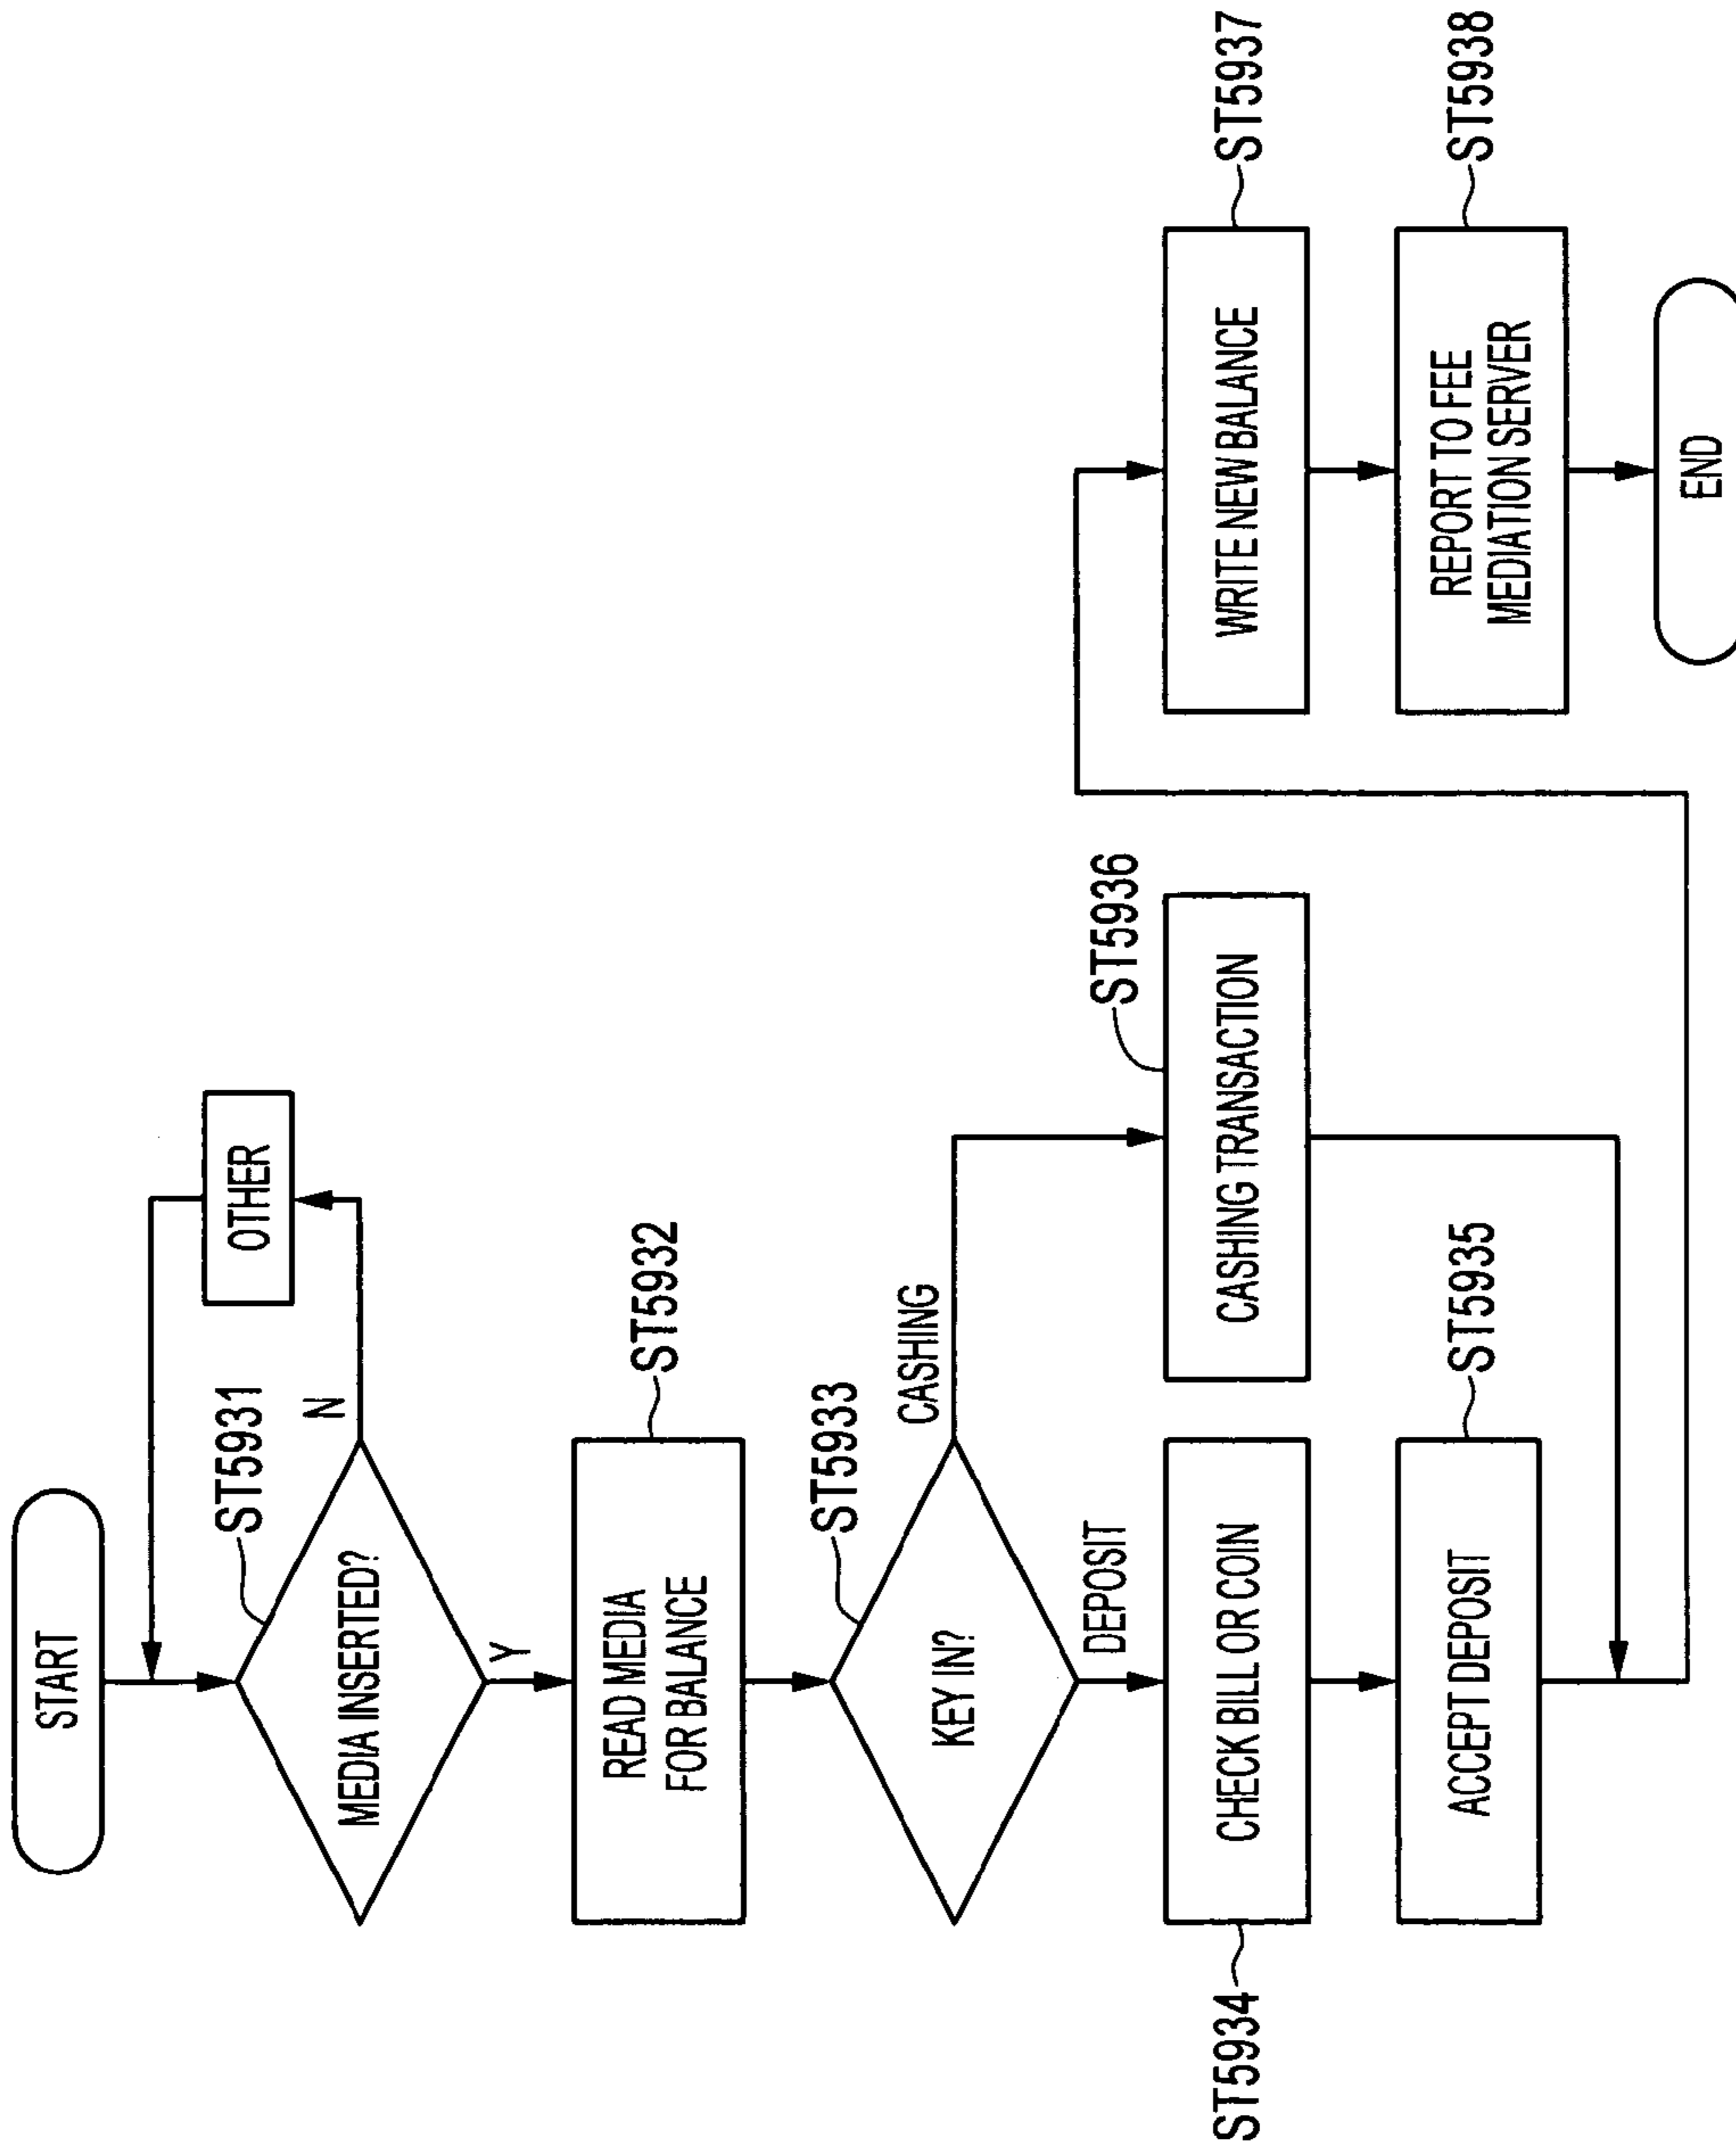 START
ST5931
MEDIA INSERTED?
N
OTHER
Y
READ MEDIA
FOR BALANCE
ST5932
ST5933
KEY IN?
CASHING
DEPOSIT
ST5934
CHECK BILL OR COIN
ST5936
CASHING TRANSACTION
ACCEPT DEPOSIT
ST5935
WRITE NEW BALANCE
ST5937
REPORT TO FEE
MEDIATION SERVER
ST5938
END